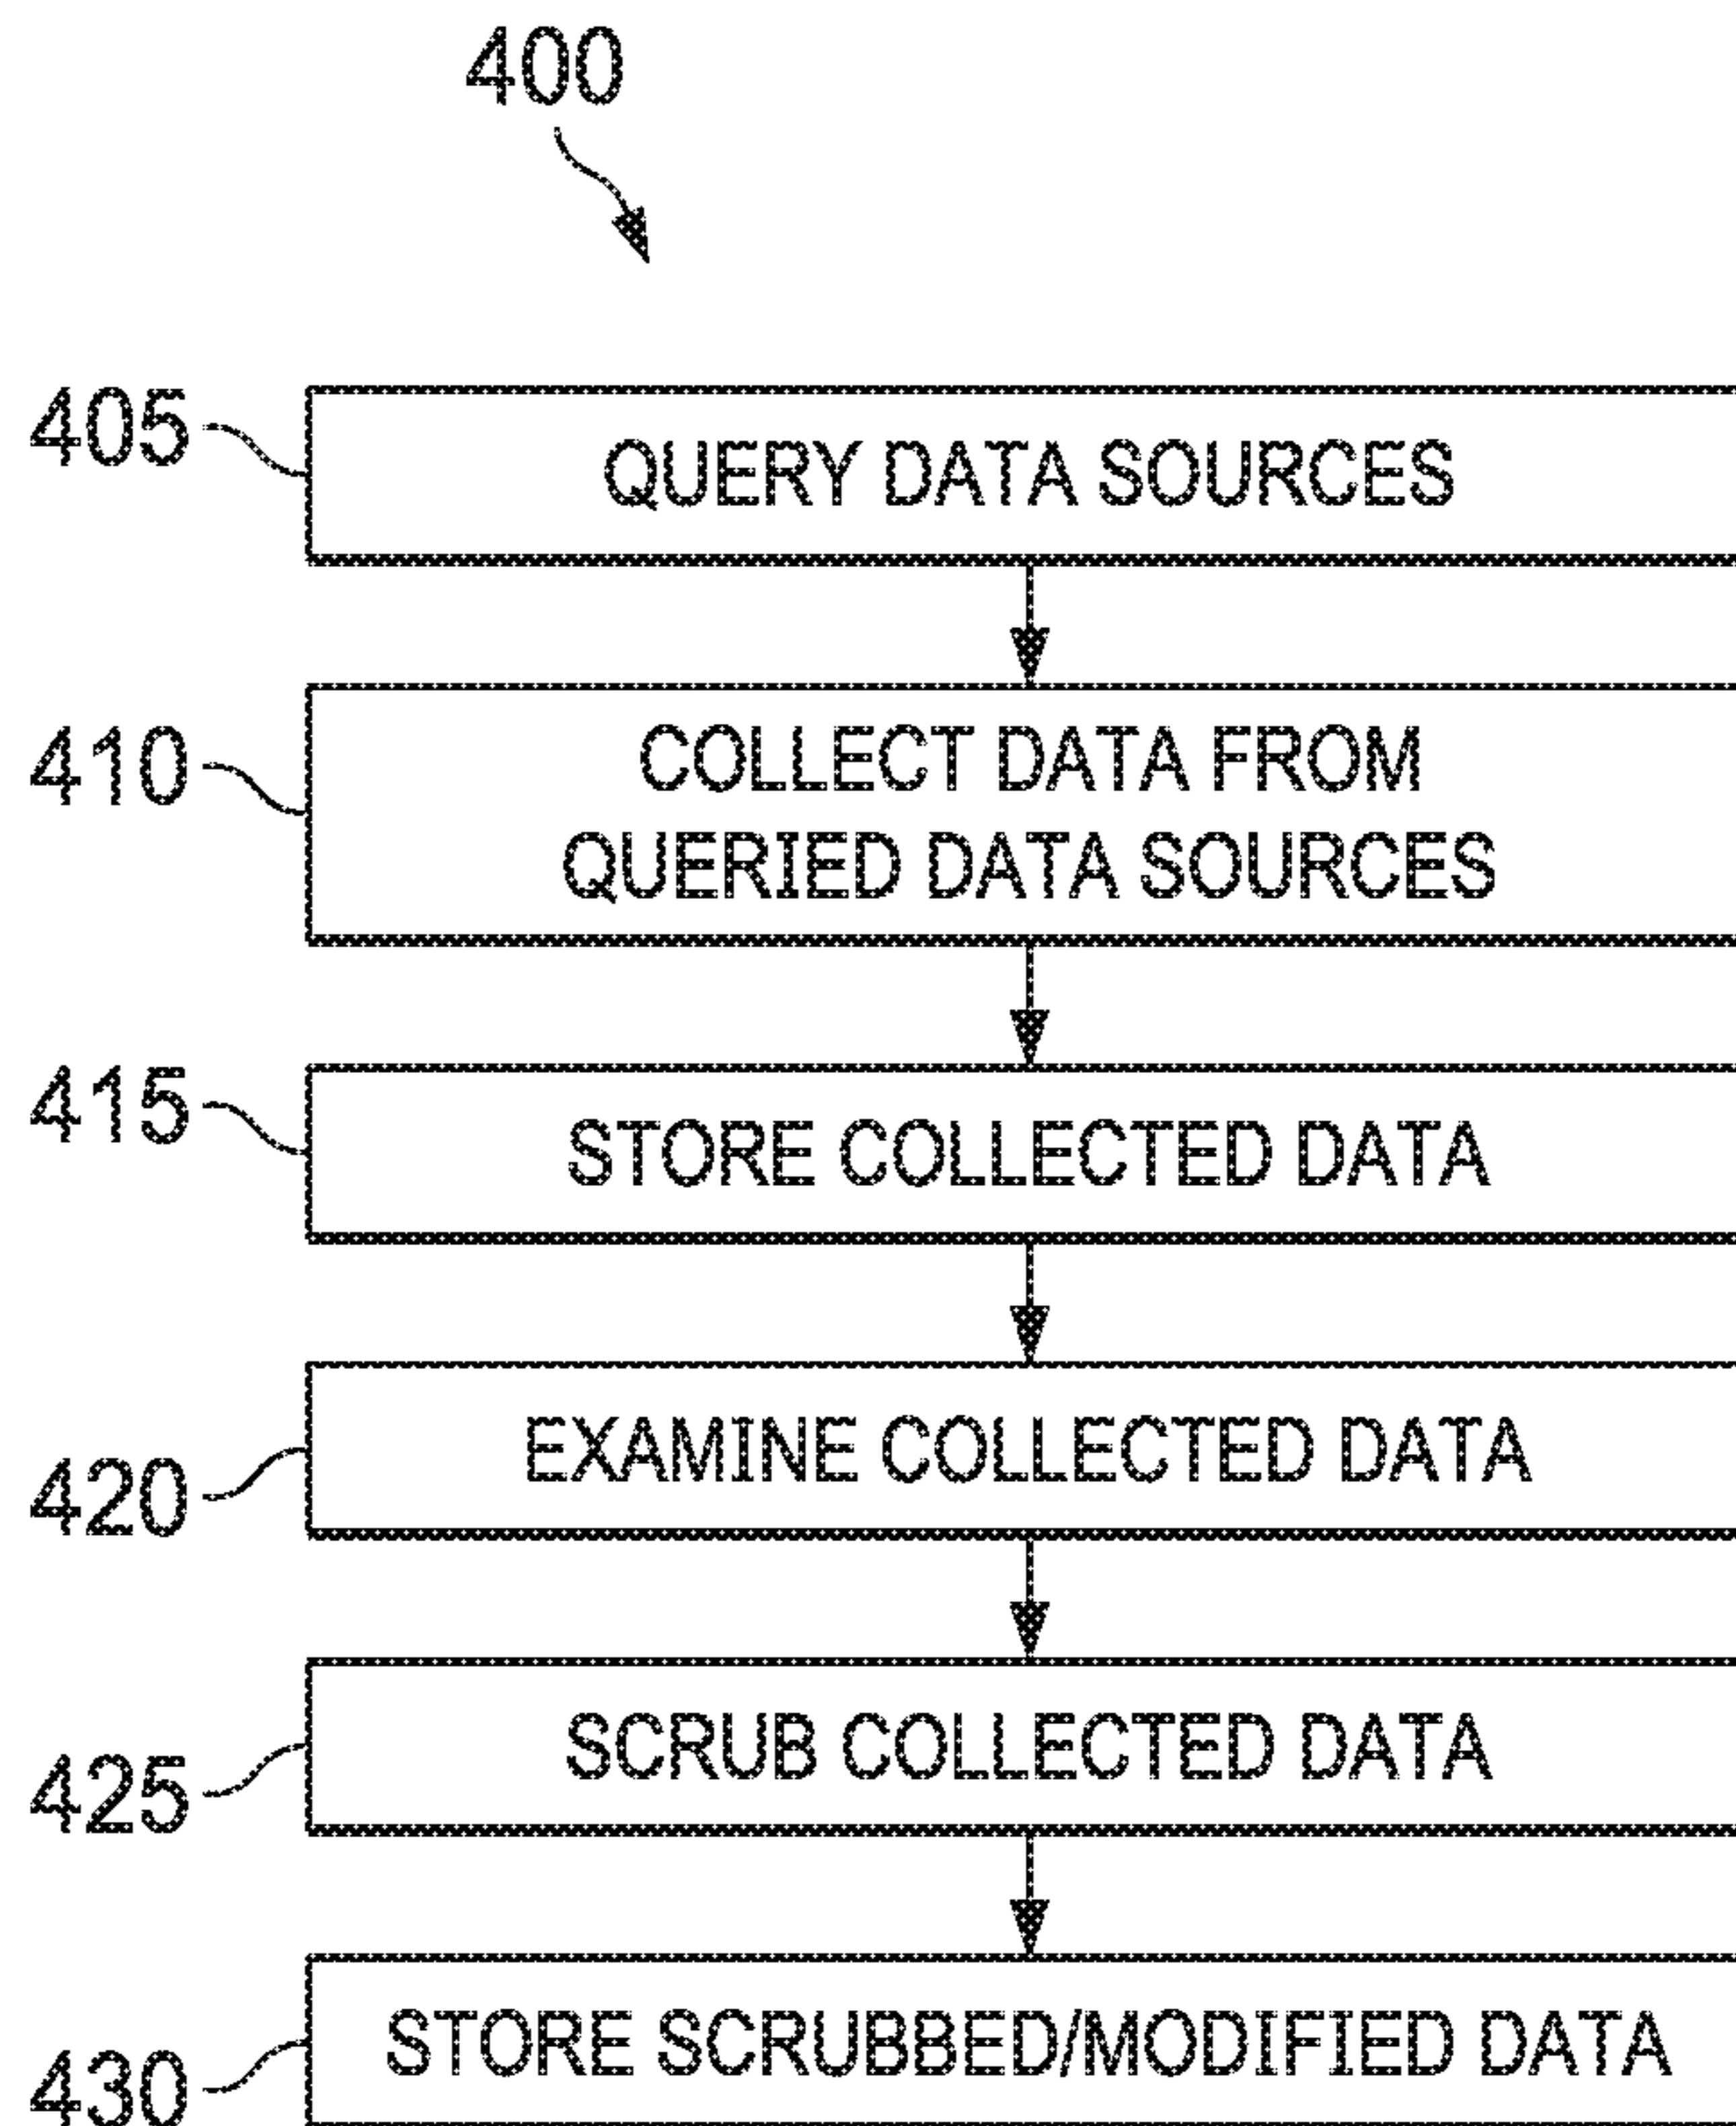 400
405
QUERY DATA SOURCES
410
COLLECT DATA FROM
QUERIED DATA SOURCES
415
STORE COLLECTED DATA
420
EXAMINE COLLECTED DATA
425
SCRUB COLLECTED DATA
430
STORE SCRUBBED/MODIFIED DATA